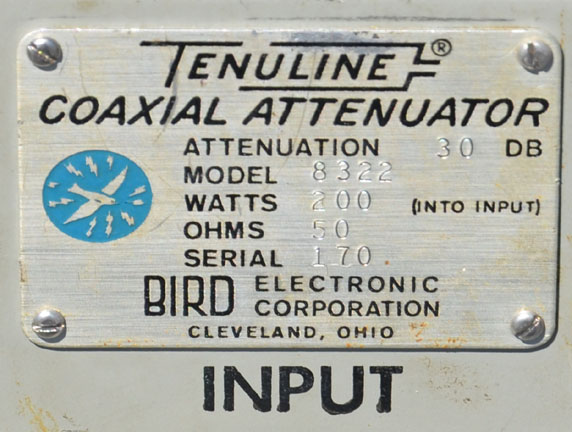 TENULINE®
COAXIAL ATTENUATOR
ATTENUATION 30 DB
MODEL 8322
WATTS 200 (INTO INPUT)
OHMS 50
SERIAL 170
BIRD ELECTRONIC CORPORATION
CLEVELAND, OHIO
INPUT